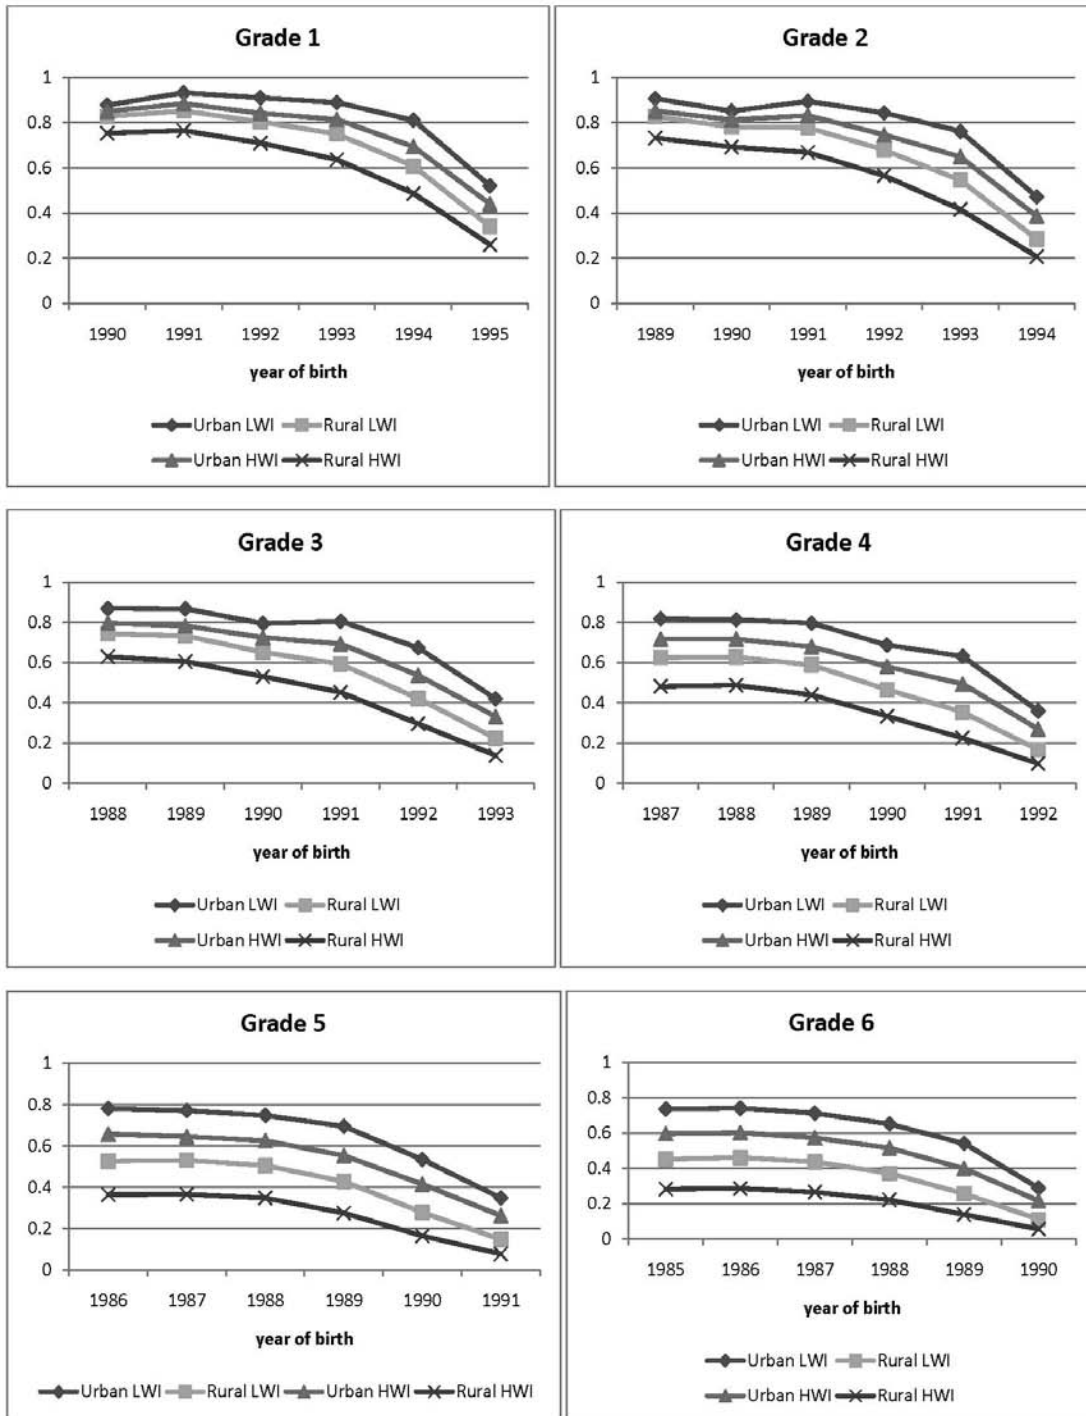 Grade 1
1
0.8
0.6
0.4
0.2
0
1990 1991 1992 1993 1994 1995
year of birth
Urban LWI Rural LWI
Urban HWI Rural HWI
Grade 2
1
0.8
0.6
0.4
0.2
0
1989 1990 1991 1992 1993 1994
year of birth
Urban LWI Rural LWI
Urban HWI Rural HWI
Grade 3
1
0.8
0.6
0.4
0.2
0
1988 1989 1990 1991 1992 1993
year of birth
Urban LWI Rural LWI
Urban HWI Rural HWI
Grade 4
1
0.8
0.6
0.4
0.2
0
1987 1988 1989 1990 1991 1992
year of birth
Urban LWI Rural LWI
Urban HWI Rural HWI
Grade 5
1
0.8
0.6
0.4
0.2
0
1986 1987 1988 1989 1990 1991
year of birth
Urban LWI Rural LWI Urban HWI Rural HWI
Grade 6
1
0.8
0.6
0.4
0.2
0
1985 1986 1987 1988 1989 1990
year of birth
Urban LWI Rural LWI
Urban HWI Rural HWI